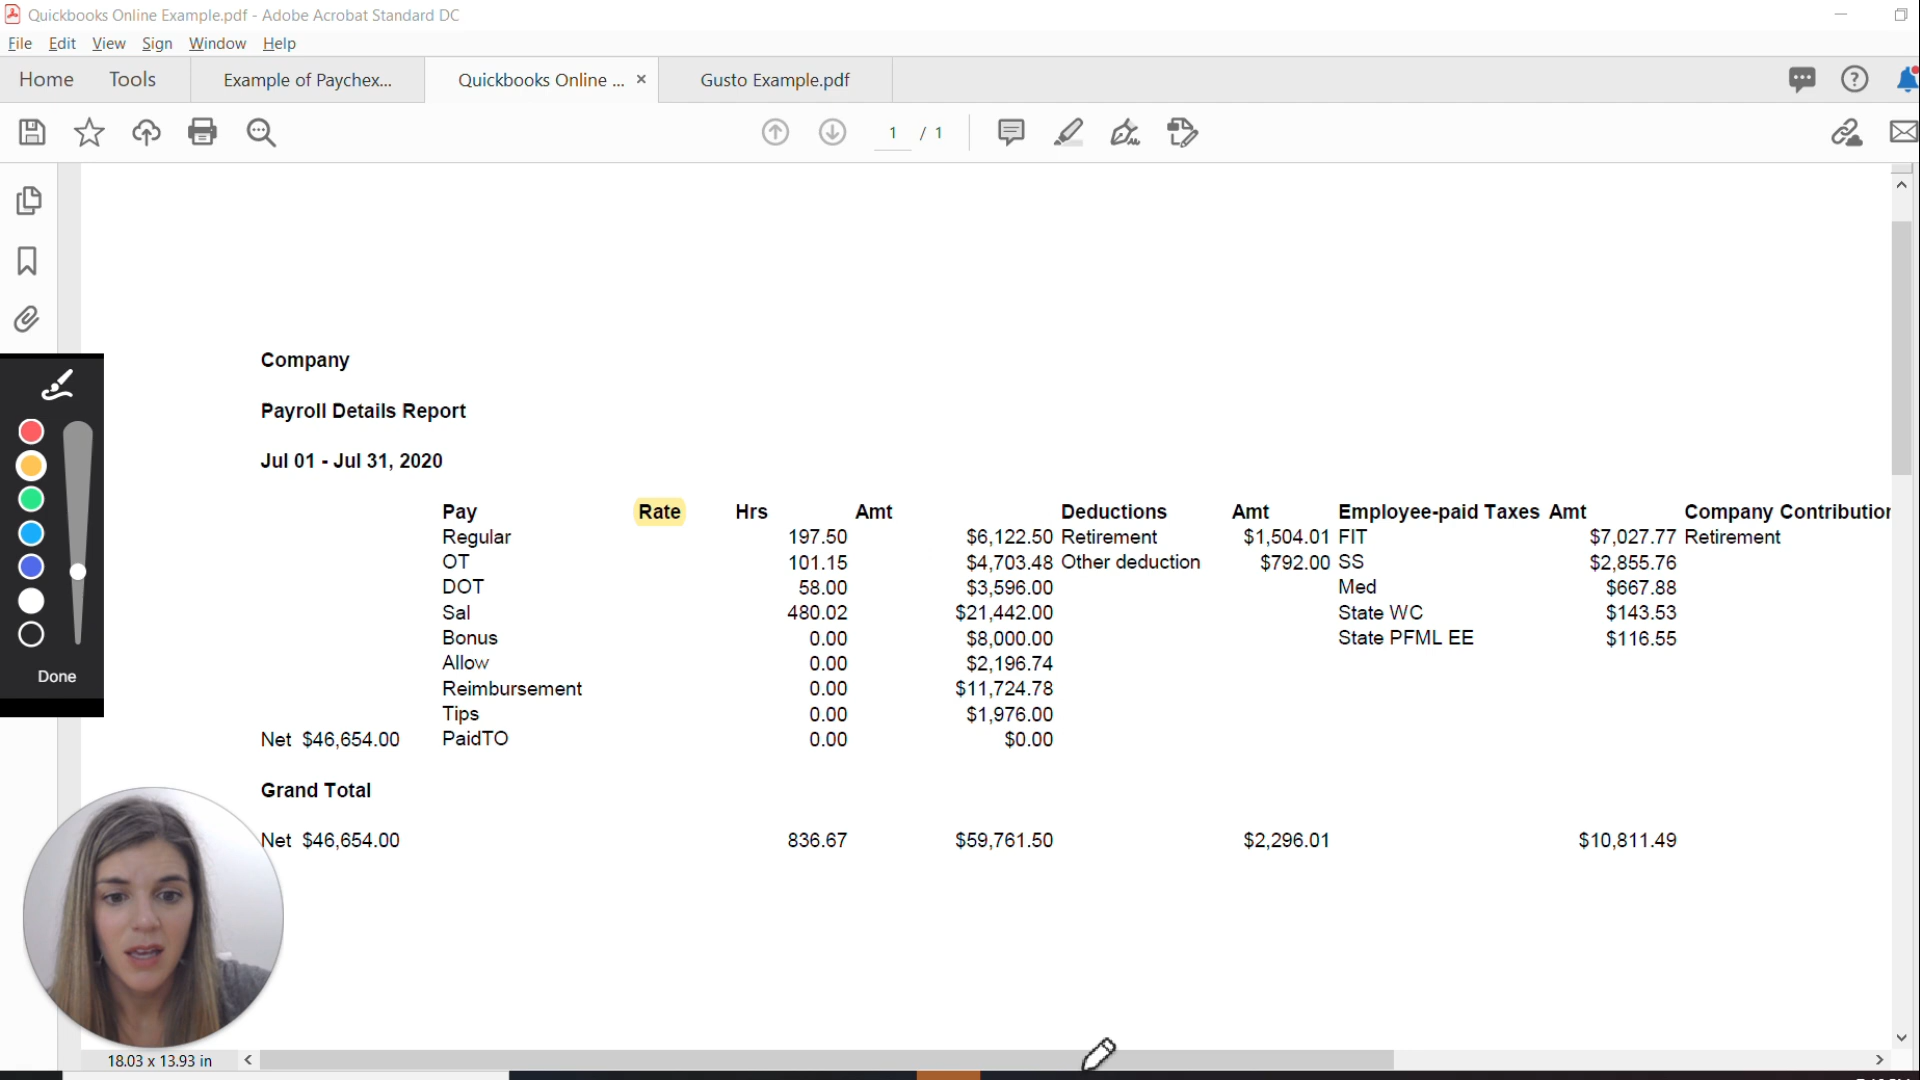 Quickbooks Online Example.pdf - Adobe Acrobat Standard DC
File Edit View Sign Window Help
Home Tools Example of Paychex... Quickbooks Online ... × Gusto Example.pdf
1 / 1
Company
Payroll Details Report
Jul 01 - Jul 31, 2020
Pay Rate Hrs Amt Deductions Amt Employee-paid Taxes Amt Company Contribution
Regular 197.50 $6,122.50 Retirement $1,504.01 FIT $7,027.77 Retirement
OT 101.15 $4,703.48 Other deduction $792.00 SS $2,855.76
DOT 58.00 $3,596.00 Med $667.88
Sal 480.02 $21,442.00 State WC $143.53
Bonus 0.00 $8,000.00 State PFML EE $116.55
Allow 0.00 $2,196.74
Reimbursement 0.00 $11,724.78
Tips 0.00 $1,976.00
Net $46,654.00 PaidTO 0.00 $0.00
Grand Total
Net $46,654.00 836.67 $59,761.50 $2,296.01 $10,811.49
Done
18.03 x 13.93 in